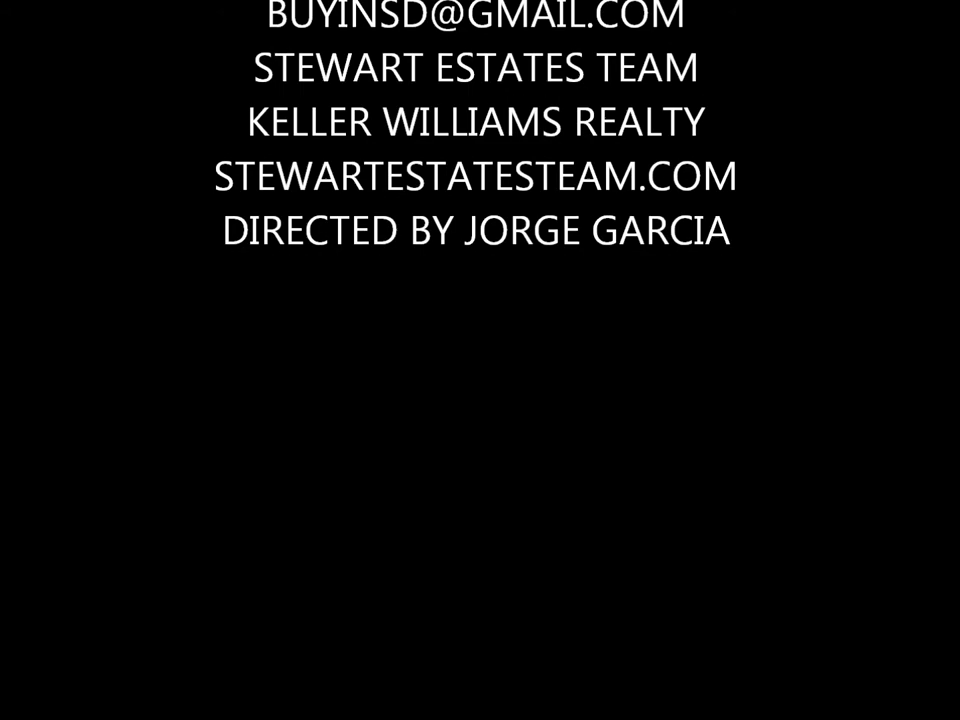 BUYINSD@GMAIL.COM
STEWART ESTATES TEAM
KELLER WILLIAMS REALTY
STEWARTESTATESTEAM.COM
DIRECTED BY JORGE GARCIA